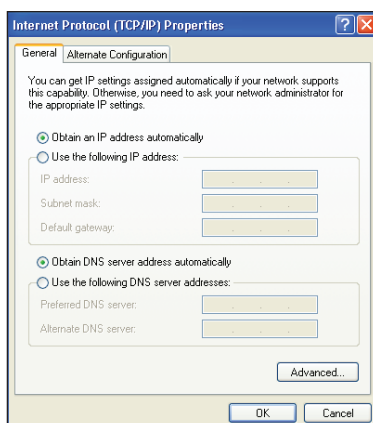 Internet Protocol (TCP/IP) Properties
General Alternate Configuration
You can get IP settings assigned automatically if your network supports
this capability. Otherwise, you need to ask your network administrator for
the appropriate IP settings.
Obtain an IP address automatically
Use the following IP address:
IP address:
Subnet mask:
Default gateway:
Obtain DNS server address automatically
Use the following DNS server addresses:
Preferred DNS server:
Alternate DNS server:
Advanced...
OK Cancel